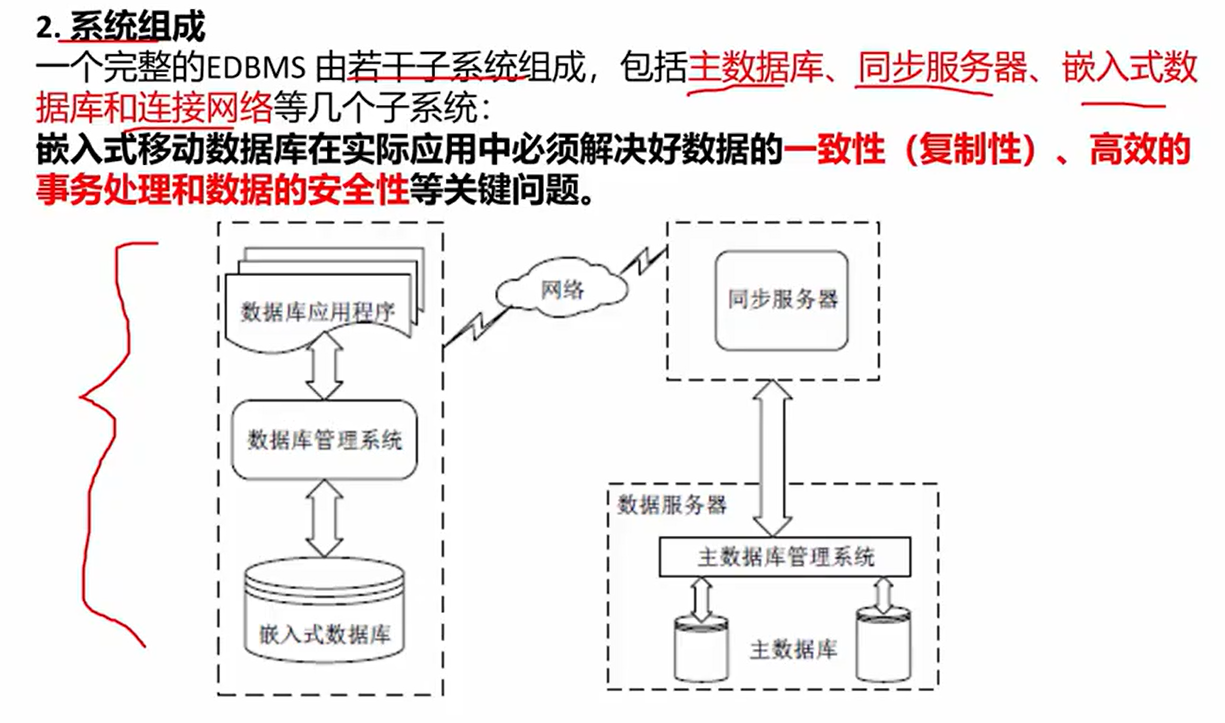 2. 系统组成
一个完整的EDBMS 由若干子系统组成，包括主数据库、同步服务器、嵌入式数
据库和连接网络等几个子系统：
嵌入式移动数据库在实际应用中必须解决好数据的一致性（复制性）、高效的
事务处理和数据的安全性等关键问题。
数据库应用程序
网络
同步服务器
数据库管理系统
数据服务器
主数据库管理系统
嵌入式数据库
主数据库